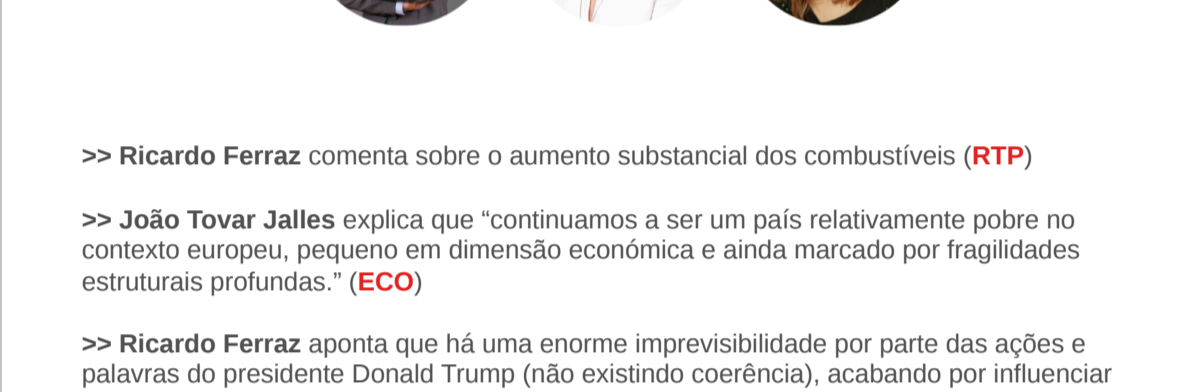 >> Ricardo Ferraz comenta sobre o aumento substancial dos combustíveis (RTP)
>> João Tovar Jalles explica que “continuamos a ser um país relativamente pobre no
contexto europeu, pequeno em dimensão económica e ainda marcado por fragilidades
estruturais profundas.” (ECO)
>> Ricardo Ferraz aponta que há uma enorme imprevisibilidade por parte das ações e
palavras do presidente Donald Trump (não existindo coerência), acabando por influenciar